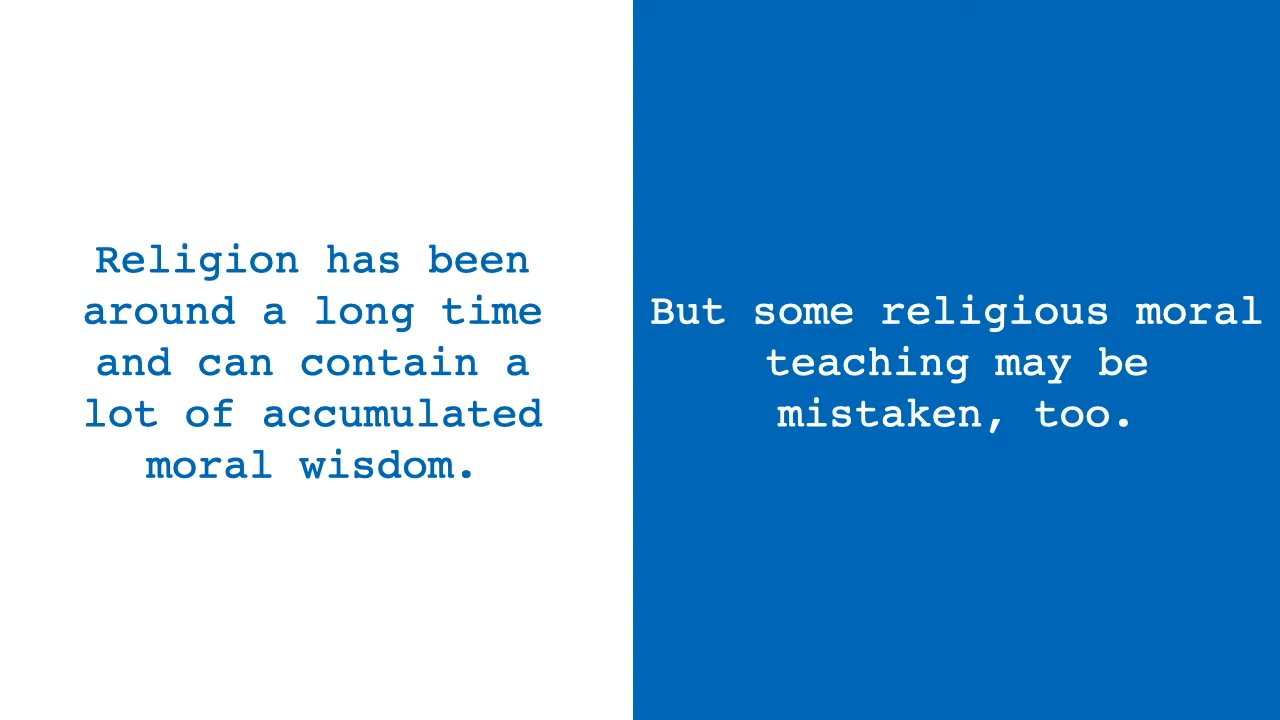 Religion has been
around a long time
and can contain a
lot of accumulated
moral wisdom.
But some religious moral
teaching may be
mistaken, too.